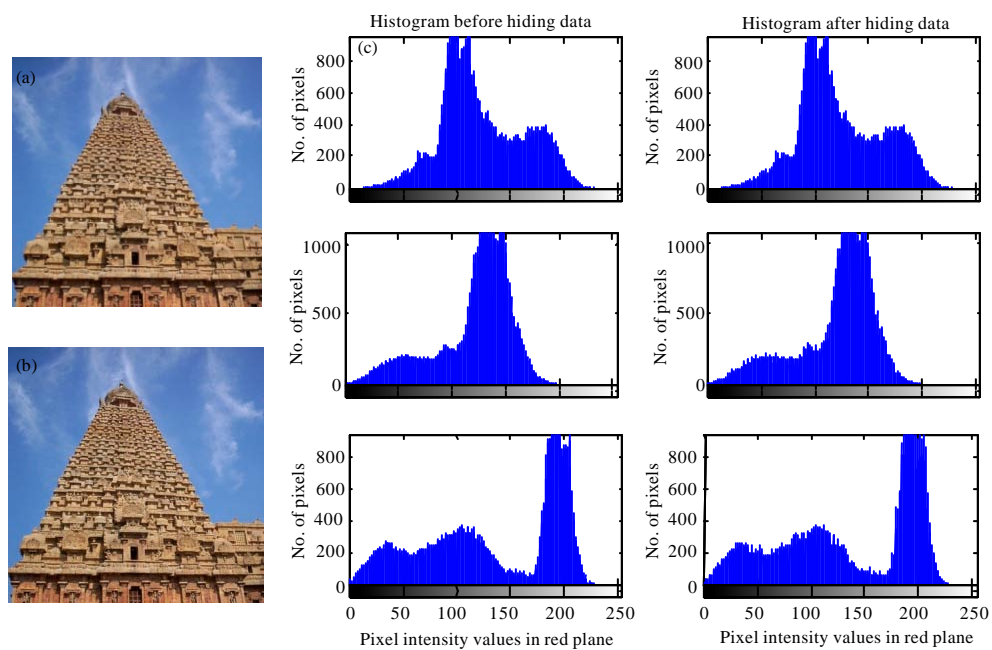 Histogram before hiding data
Histogram after hiding data
(a)
(b)
(c)
No. of pixels
800
600
400
200
0
No. of pixels
800
600
400
200
0
No. of pixels
1000
500
0
No. of pixels
1000
500
0
No. of pixels
800
600
400
200
0
0 50 100 150 200 250
Pixel intensity values in red plane
No. of pixels
800
600
400
200
0
0 50 100 150 200 250
Pixel intensity values in red plane